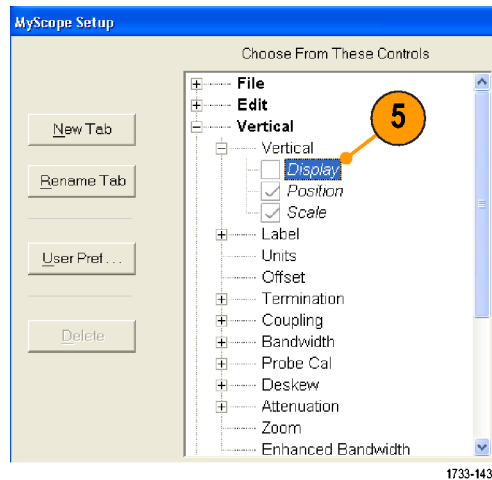 MyScope Setup
Choose From These Controls
File
Edit
Vertical
5
Vertical
Display
Position
Scale
Label
Units
Offset
Termination
Coupling
Bandwidth
Probe Cal
Deskew
Attenuation
Zoom
Enhanced Bandwidth
New Tab
Rename Tab
User Pref . . .
Delete
1733-143